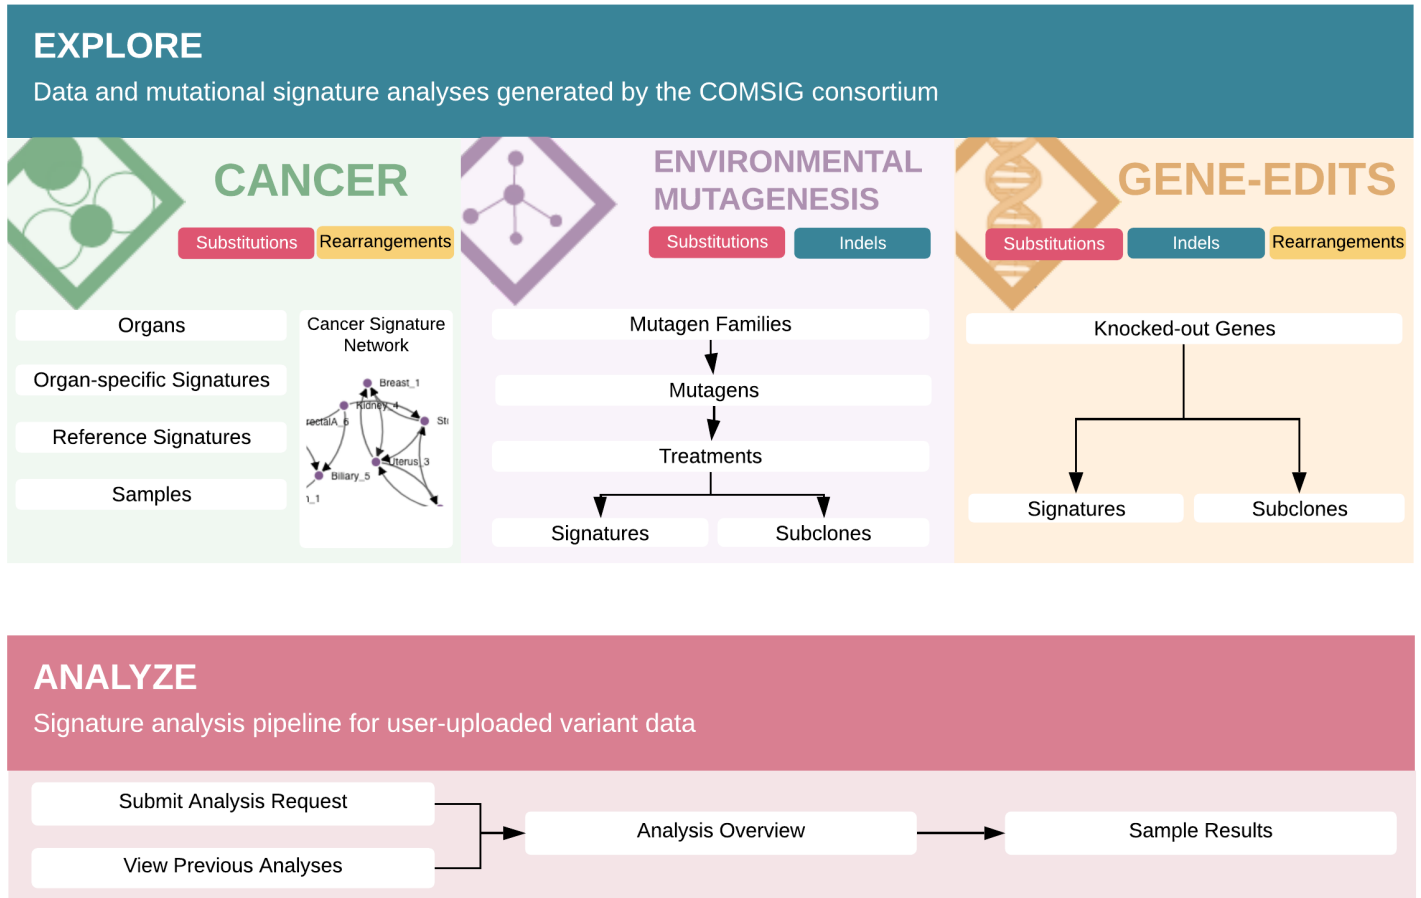 EXPLORE
Data and mutational signature analyses generated by the COMSIG consortium
CANCER
Substitutions
Rearrangements
Organs
Organ-specific Signatures
Reference Signatures
Samples
Cancer Signature
Network
Breast_1
Kidney_4
rectalA_6
Uterus_3
Biliary_5
ENVIRONMENTAL
MUTAGENESIS
Substitutions
Indels
Mutagen Families
Mutagens
Treatments
Signatures
Subclones
GENE-EDITS
Substitutions
Indels
Rearrangements
Knocked-out Genes
Signatures
Subclones
ANALYZE
Signature analysis pipeline for user-uploaded variant data
Submit Analysis Request
View Previous Analyses
Analysis Overview
Sample Results